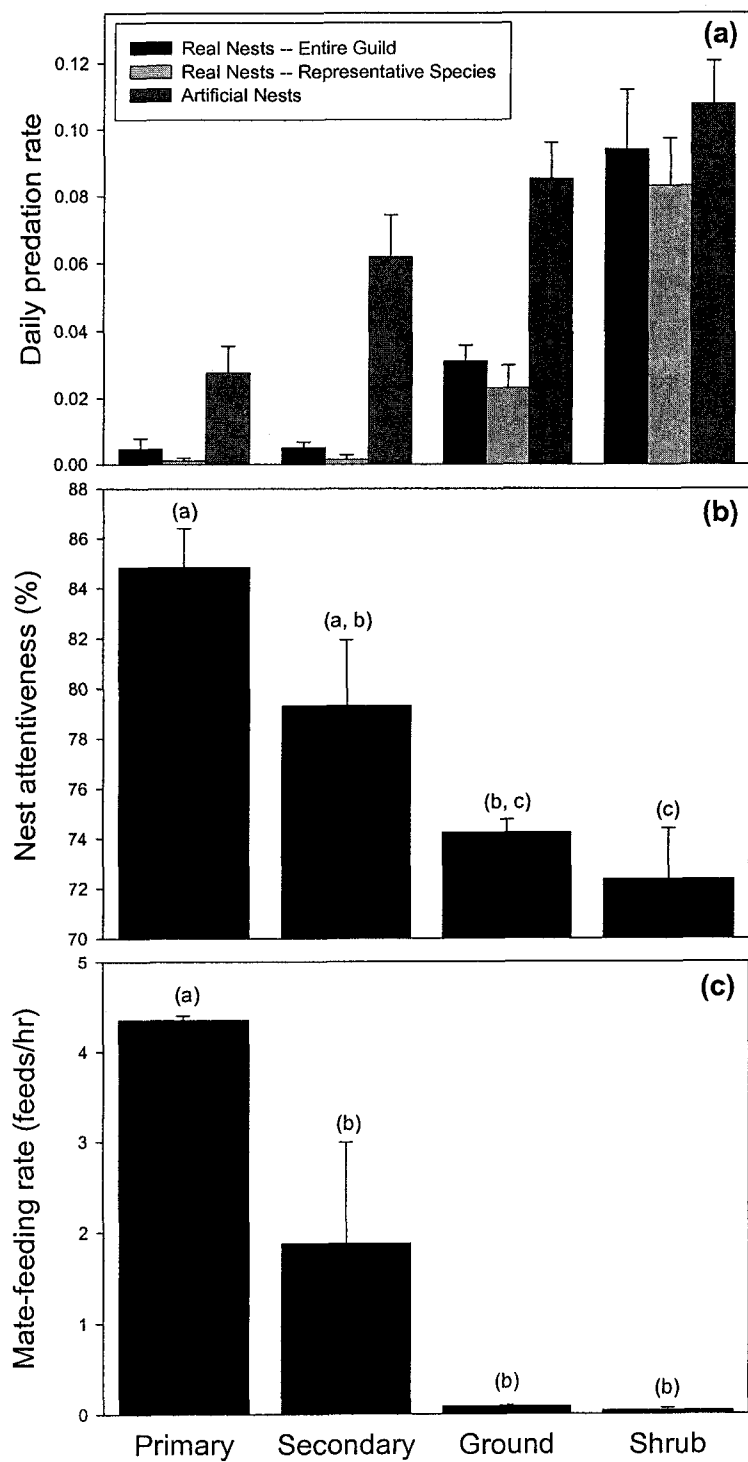 (a)
Real Nests -- Entire Guild
Real Nests -- Representative Species
Artificial Nests
Daily predation rate
0.12
0.10
0.08
0.06
0.04
0.02
0.00
(b)
Nest attentiveness (%)
88
86
84
82
80
78
76
74
72
70
(a)
(a, b)
(b, c)
(c)
(c)
Mate-feeding rate (feeds/hr)
5
4
3
2
1
0
(a)
(b)
(b)
(b)
Primary Secondary Ground Shrub